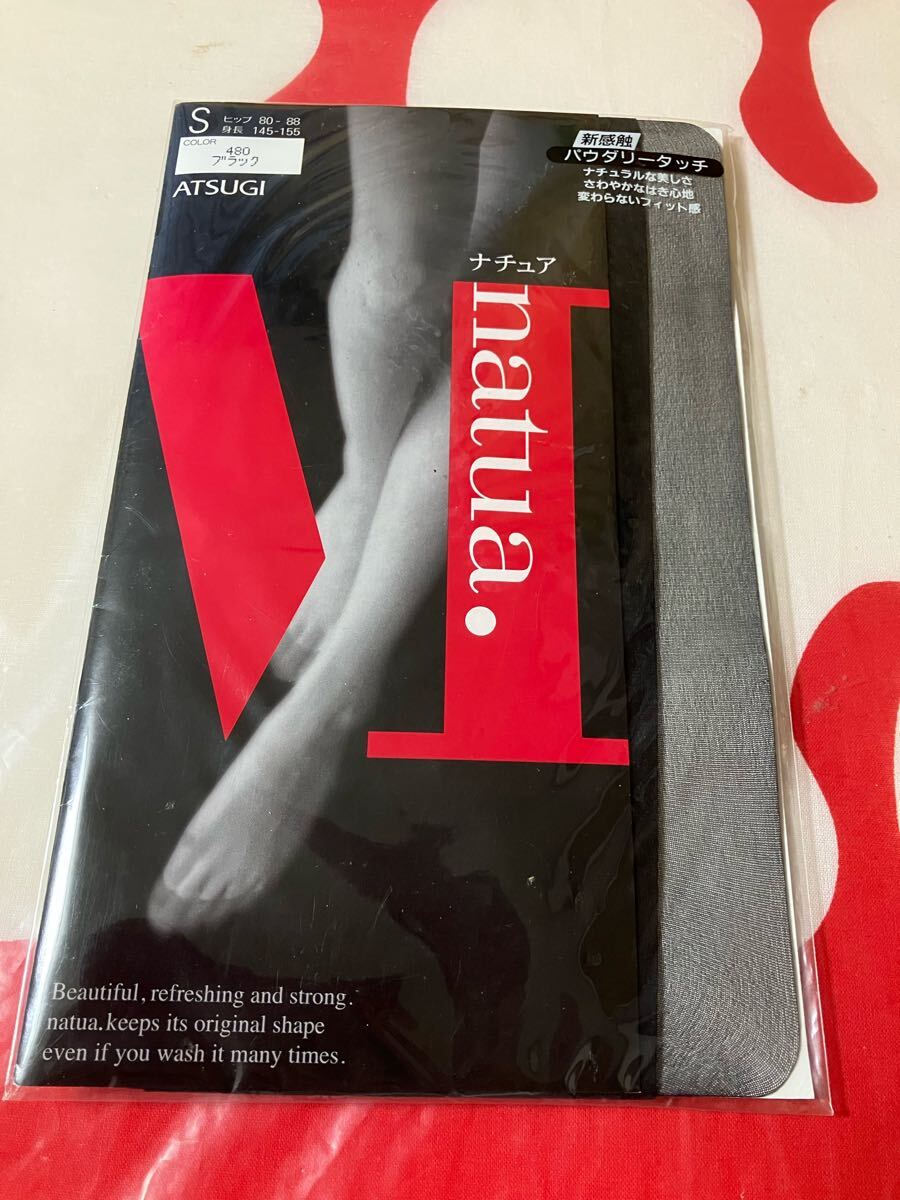 S
ヒップ 80-88
身長 145-155
COLOR
480
ブラック
ATSUGI
新感触
パウダリータッチ
ナチュラルな美しさ
さわやかなはき心地
変わらないフィット感
ナチュア
natua.
Beautiful, refreshing and strong.
natua.keeps its original shape
even if you wash it many times.